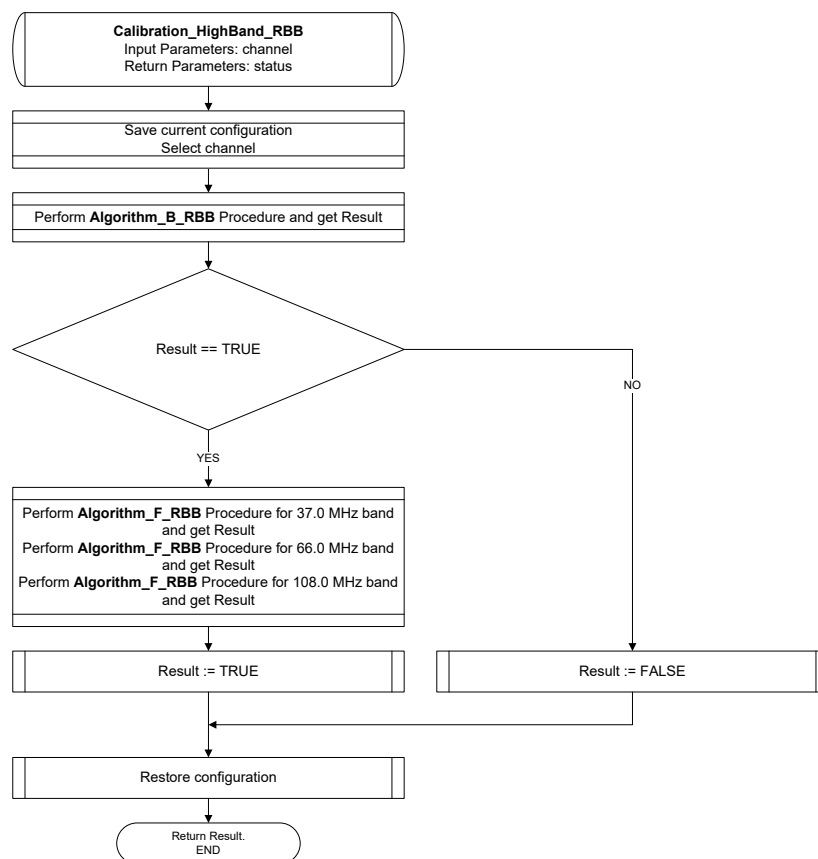 Calibration_HighBand_RBB
Input Parameters: channel
Return Parameters: status
Save current configuration
Select channel
Perform Algorithm_B_RBB Procedure and get Result
Result == TRUE
NO
YES
Perform Algorithm_F_RBB Procedure for 37.0 MHz band
and get Result
Perform Algorithm_F_RBB Procedure for 66.0 MHz band
and get Result
Perform Algorithm_F_RBB Procedure for 108.0 MHz band
and get Result
Result := TRUE
Result := FALSE
Restore configuration
Return Result.
END